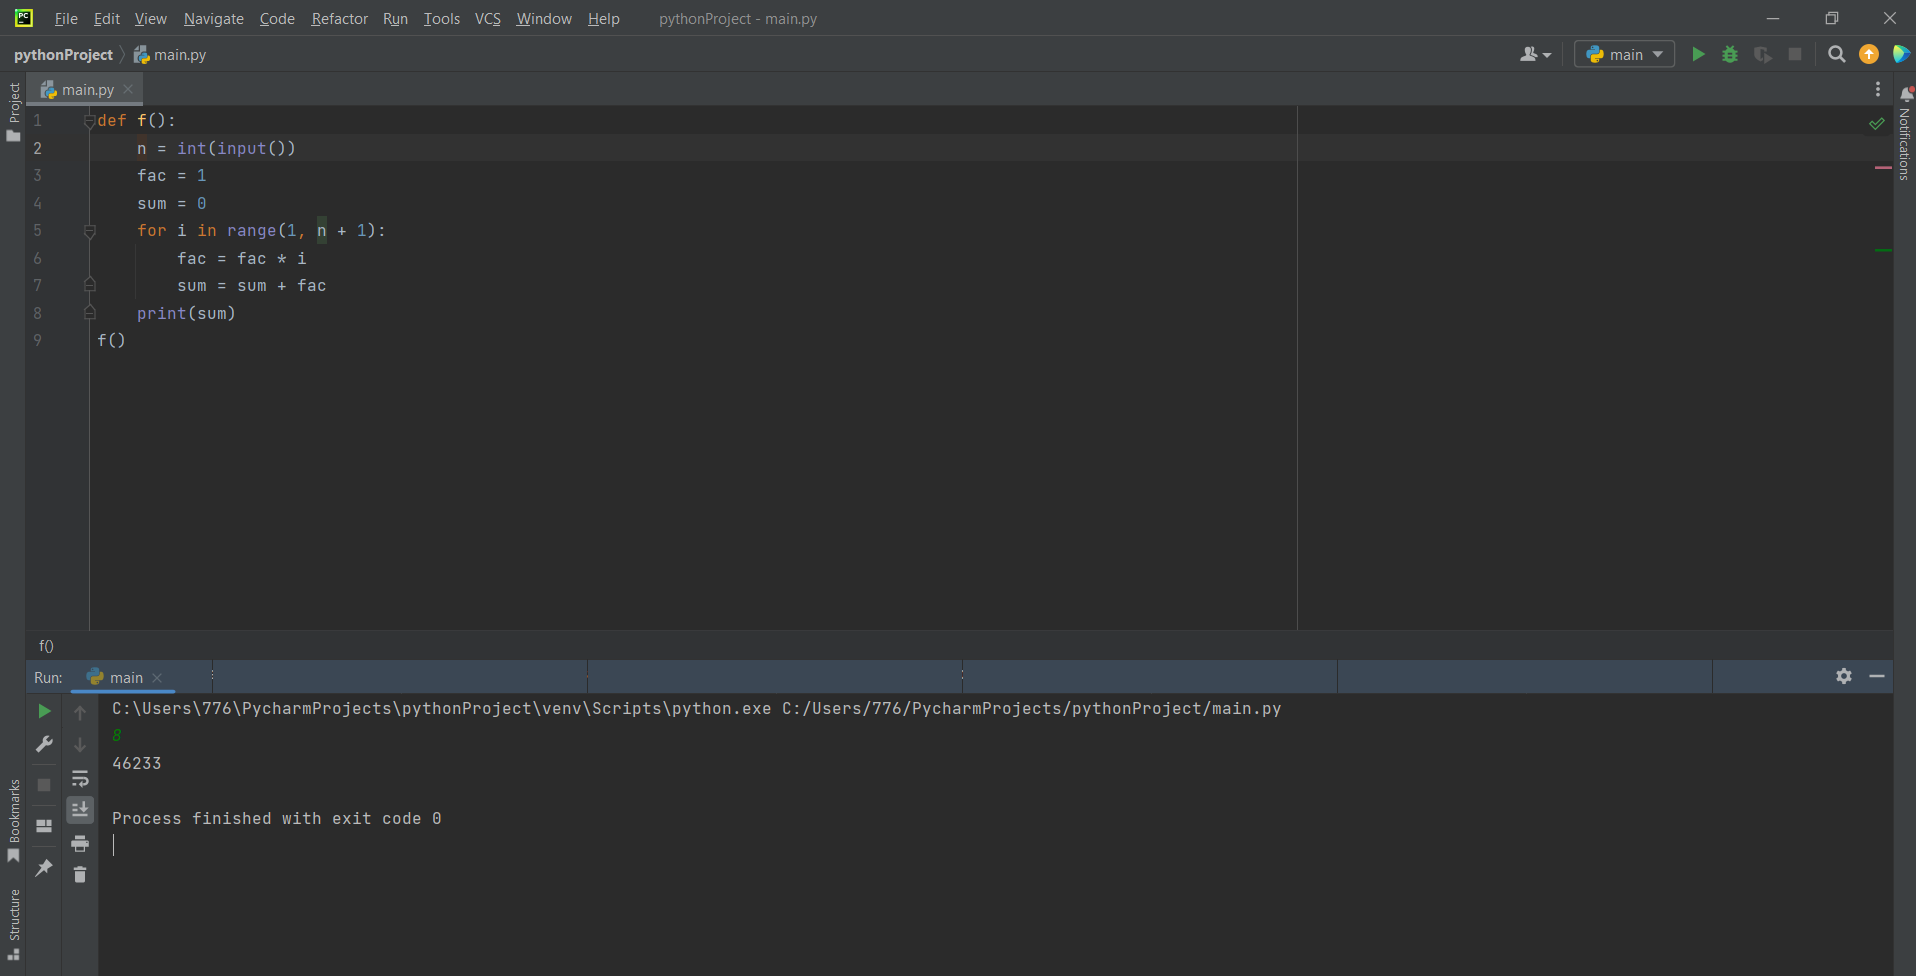 PC File Edit View Navigate Code Refactor Run Tools VCS Window Help pythonProject - main.py
pythonProject main.py main
Project
main.py
Notifications
1 def f():
2     n = int(input())
3     fac = 1
4     sum = 0
5     for i in range(1, n + 1):
6         fac = fac * i
7         sum = sum + fac
8     print(sum)
9 f()
f()
Run: main
C:\Users\776\PycharmProjects\pythonProject\venv\Scripts\python.exe C:/Users/776/PycharmProjects/pythonProject/main.py
8
46233
Process finished with exit code 0
Bookmarks
Structure